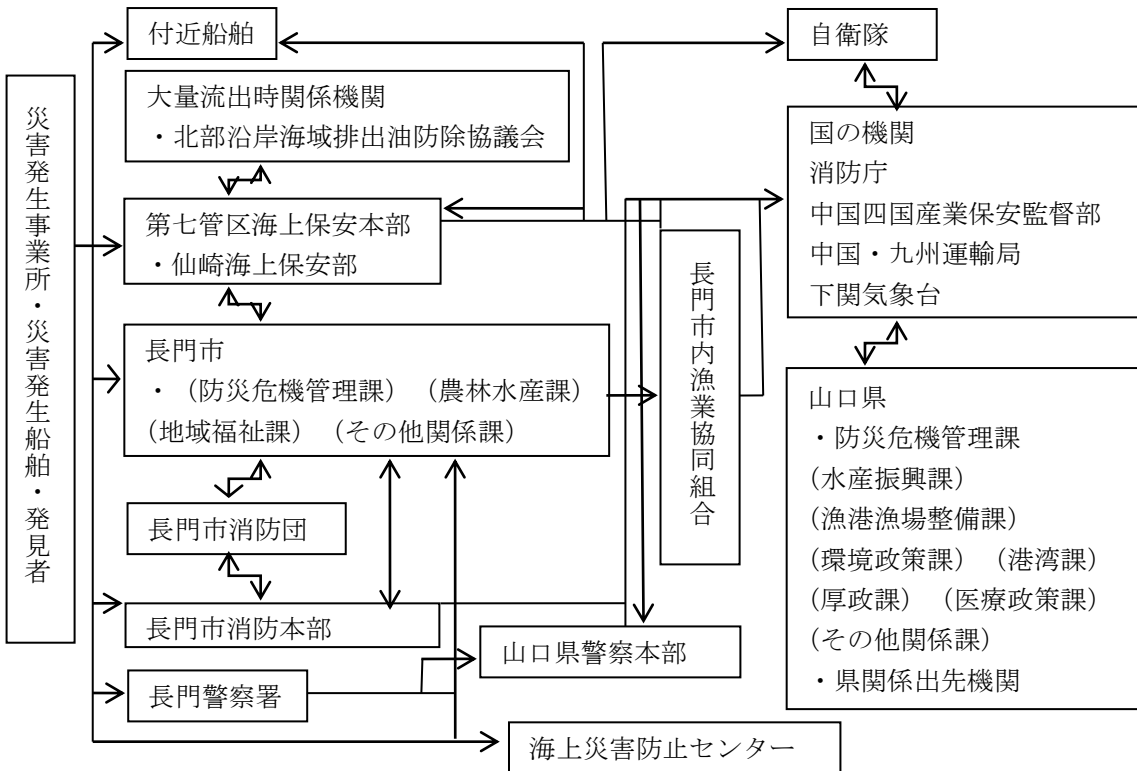 災害発生事業所・災害発生船舶・発見者
付近船舶
大量流出時関係機関
・北部沿岸海域排出油防除協議会
第七管区海上保安本部
・仙崎海上保安部
長門市
・（防災危機管理課）（農林水産課）
（地域福祉課）（その他関係課）
長門市消防団
長門市消防本部
長門警察署
長門市内漁業協同組合
山口県警察本部
海上災害防止センター
自衛隊
国の機関
消防庁
中国四国産業保安監督部
中国・九州運輸局
下関気象台
山口県
・防災危機管理課
（水産振興課）
（漁港漁場整備課）
（環境政策課）（港湾課）
（厚政課）（医療政策課）
（その他関係課）
・県関係出先機関